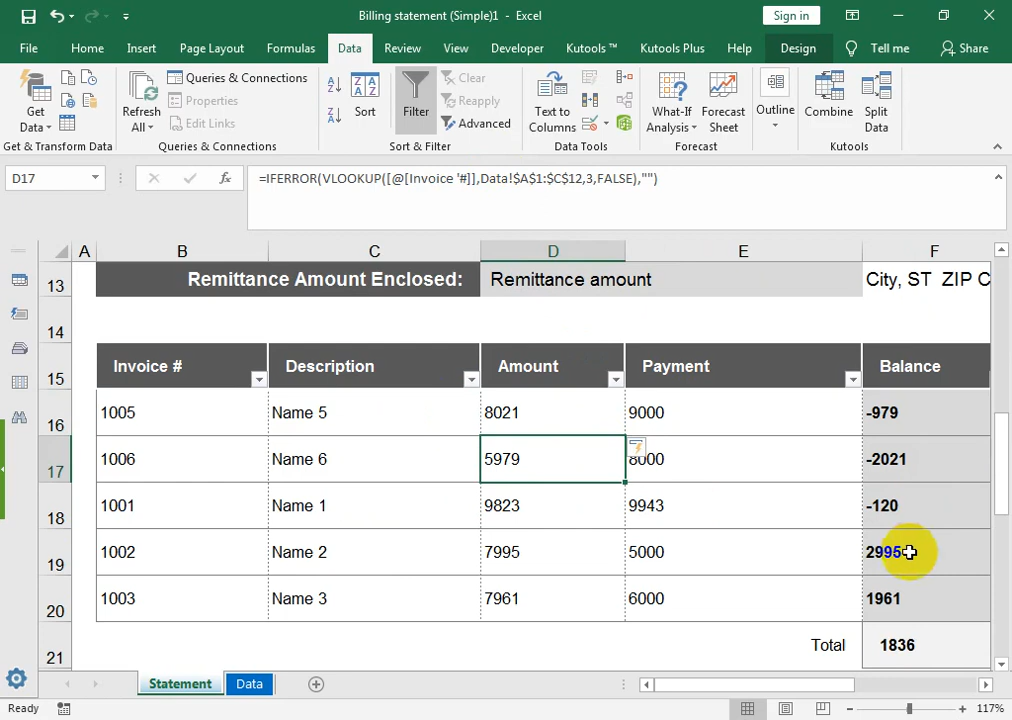 Billing statement (Simple)1 - Excel
Sign in
File Home Insert Page Layout Formulas Data Review View Developer Kutools ™ Kutools Plus Help Design Tell me Share
Get Data
Refresh All
Queries & Connections
Properties
Edit Links
Sort
Filter
Clear
Reapply
Advanced
Text to Columns
What-If Analysis
Forecast Sheet
Outline
Combine
Split Data
Get & Transform Data Queries & Connections Sort & Filter Data Tools Forecast Kutools
D17 fx =IFERROR(VLOOKUP([@[Invoice '#]],Data!$A$1:$C$12,3,FALSE),"")
A B C D E F
13 Remittance Amount Enclosed: Remittance amount City, ST ZIP C
14
15 Invoice # Description Amount Payment Balance
16 1005 Name 5 8021 9000 -979
17 1006 Name 6 5979 8000 -2021
18 1001 Name 1 9823 9943 -120
19 1002 Name 2 7995 5000 2995
20 1003 Name 3 7961 6000 1961
21 Total 1836
Statement Data
Ready 117%